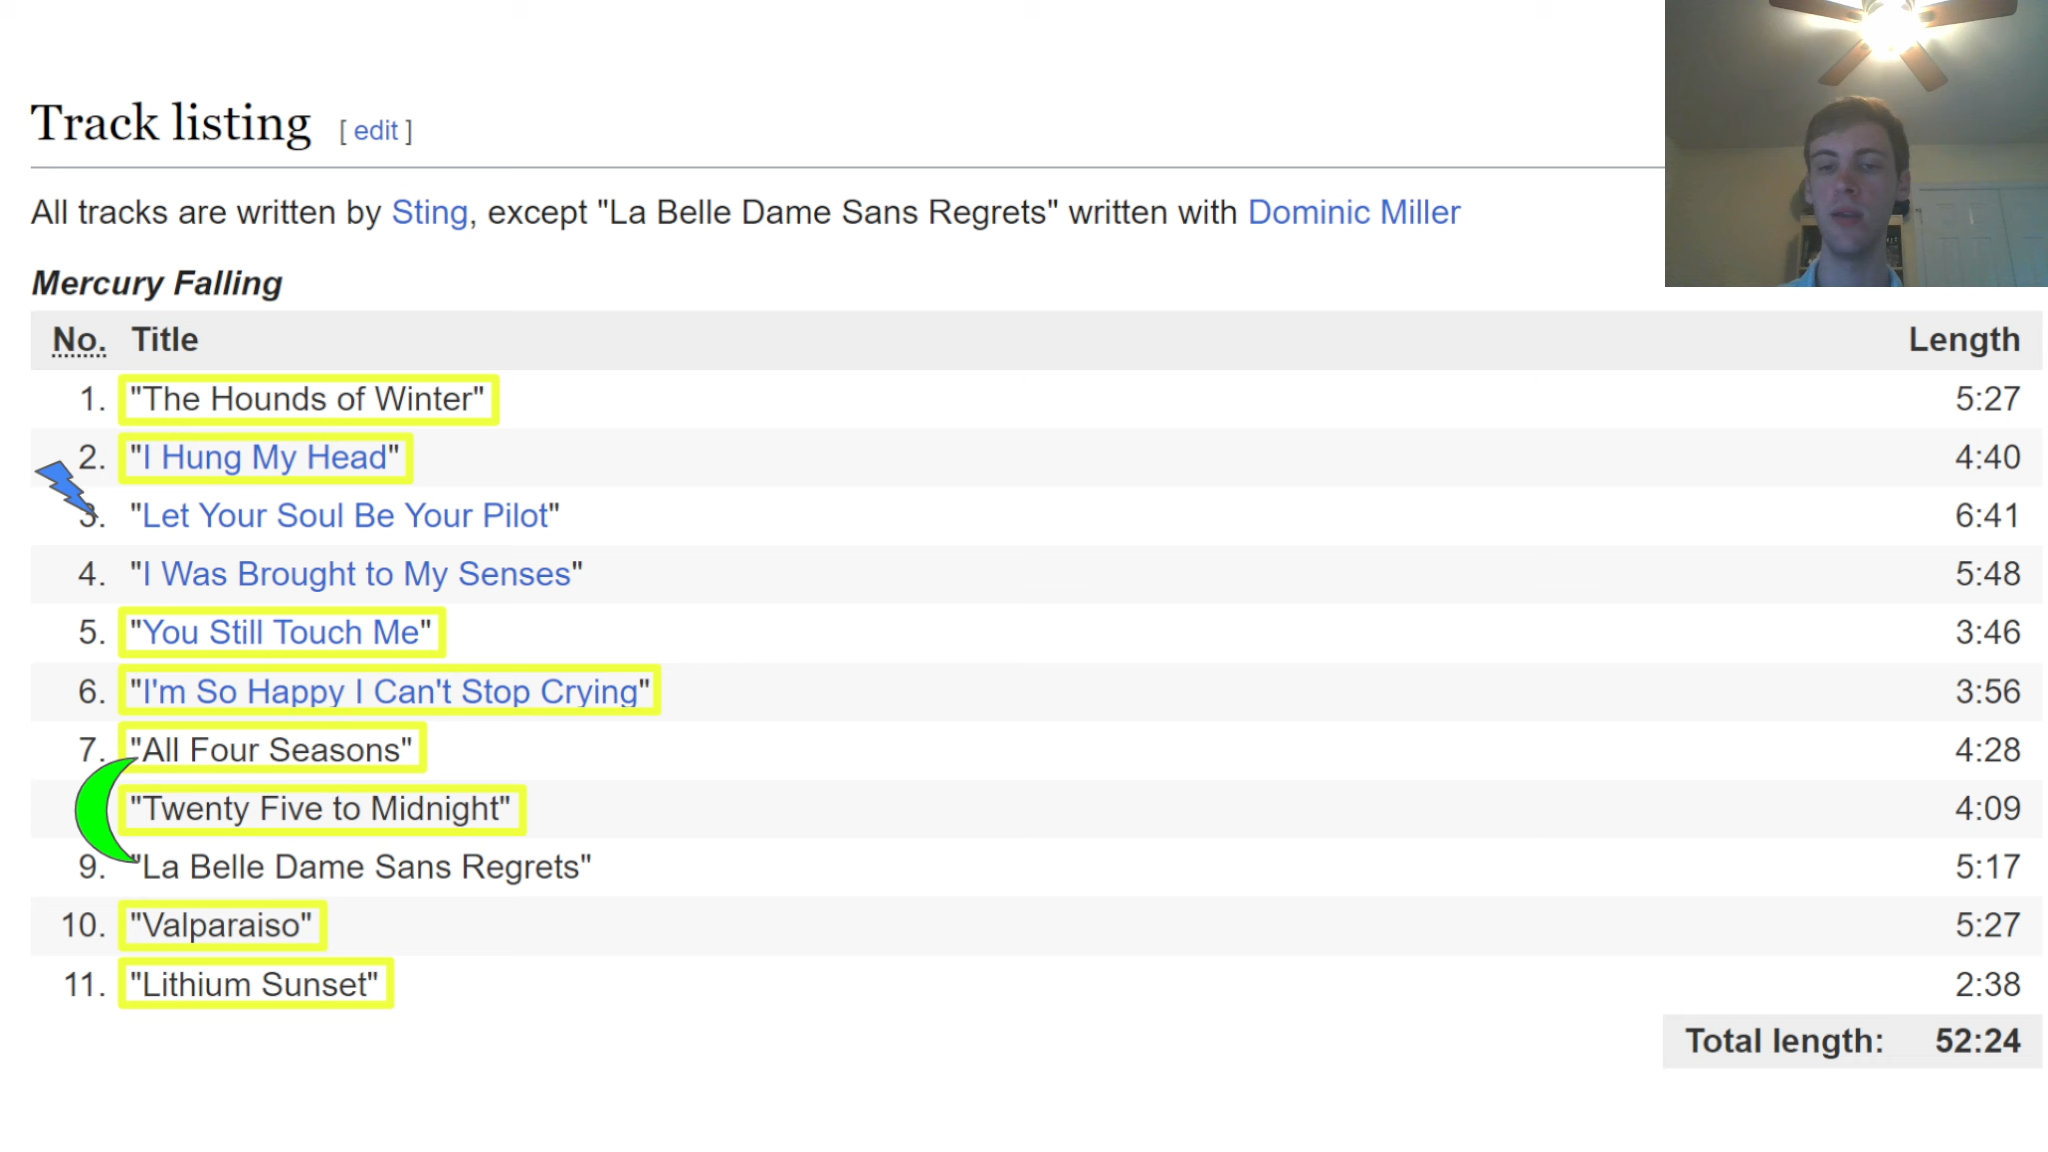 Track listing [ edit ]
All tracks are written by Sting, except "La Belle Dame Sans Regrets" written with Dominic Miller
Mercury Falling
No. Title Length
1. "The Hounds of Winter" 5:27
2. "I Hung My Head" 4:40
3. "Let Your Soul Be Your Pilot" 6:41
4. "I Was Brought to My Senses" 5:48
5. "You Still Touch Me" 3:46
6. "I'm So Happy I Can't Stop Crying" 3:56
7. "All Four Seasons" 4:28
"Twenty Five to Midnight" 4:09
9. "La Belle Dame Sans Regrets" 5:17
10. "Valparaiso" 5:27
11. "Lithium Sunset" 2:38
Total length: 52:24